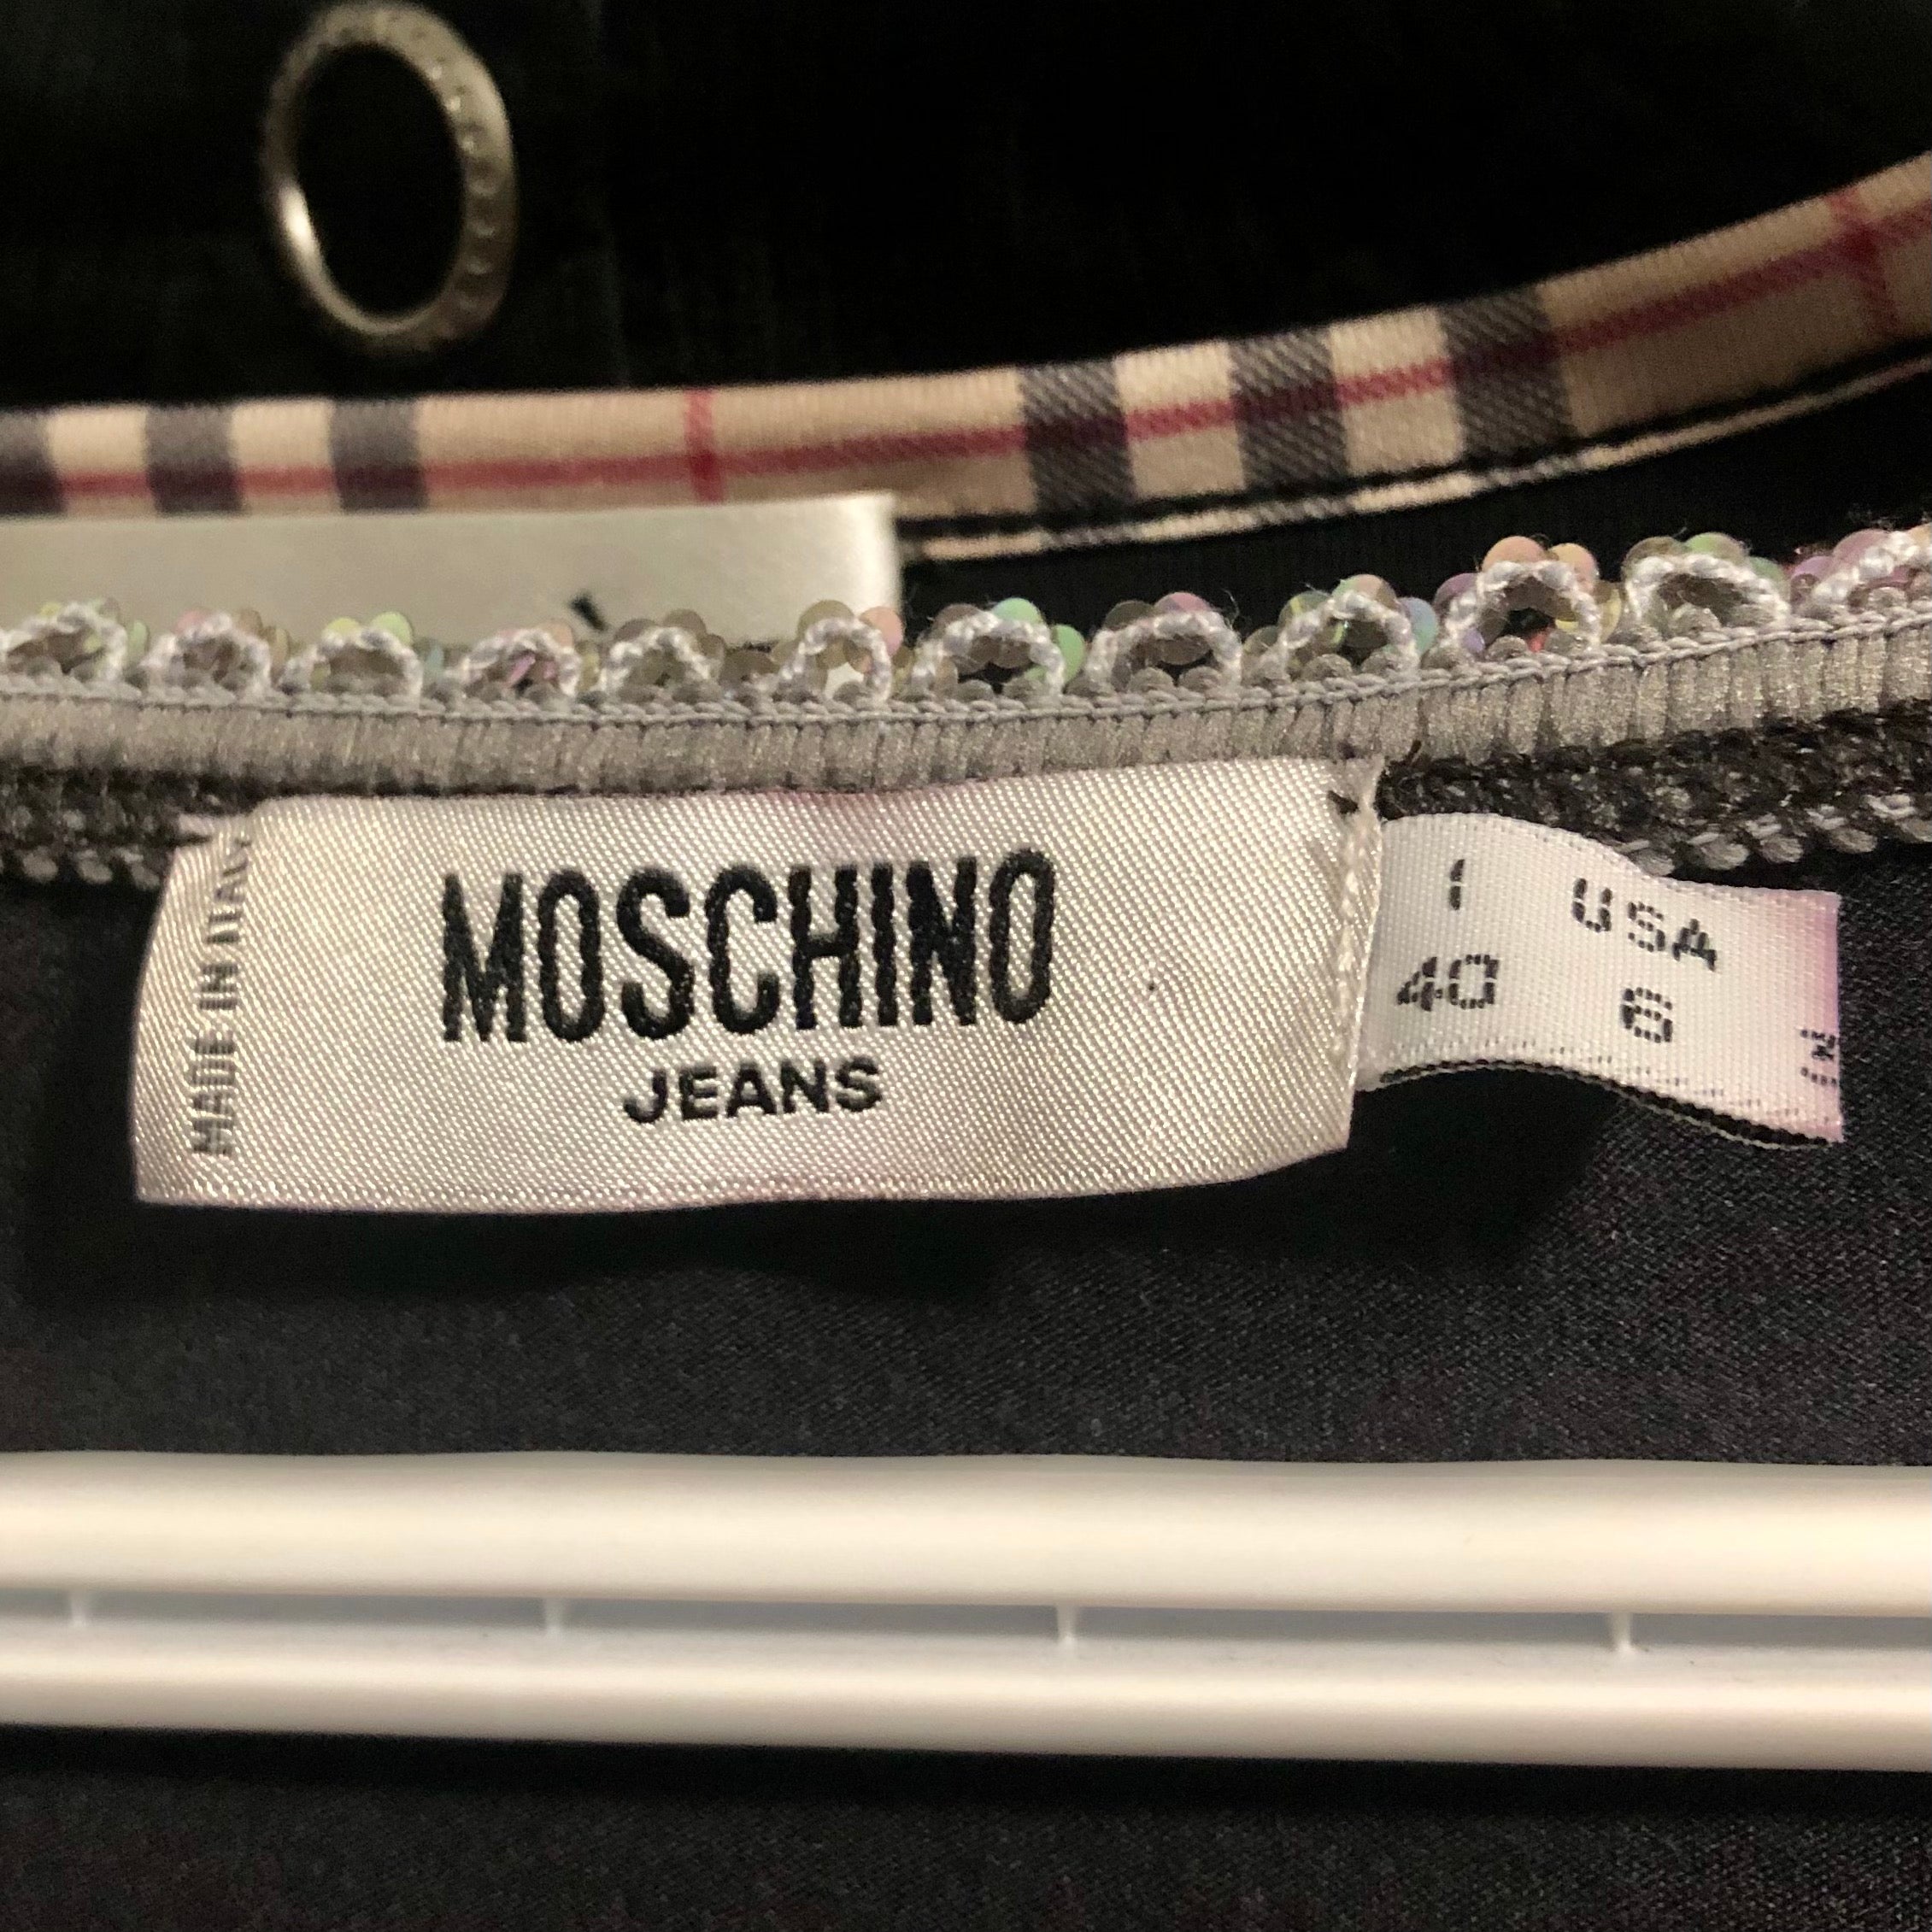 MADE IN ITALY
MOSCHINO
JEANS
I USA
40 6